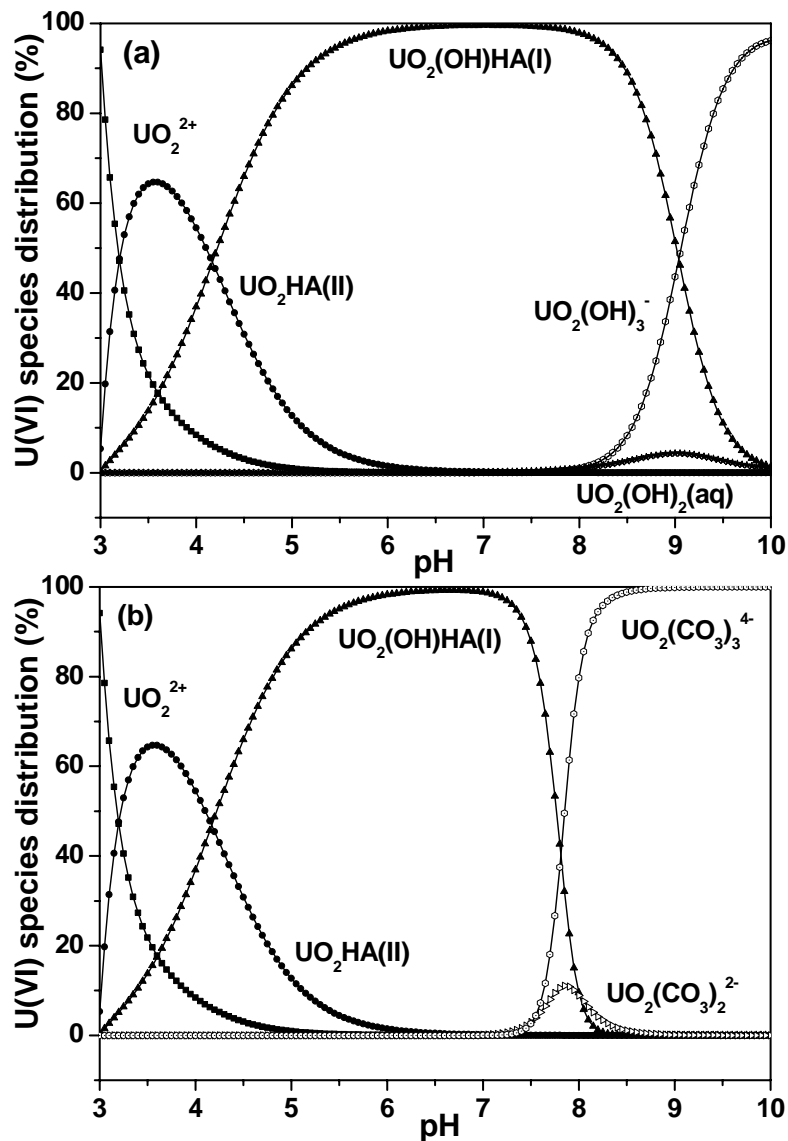 (a)
U(VI) species distribution (%)
100
80
60
40
20
0
UO₂²⁺
UO₂HA(II)
UO₂(OH)HA(I)
UO₂(OH)₃⁻
UO₂(OH)₂(aq)
3 4 5 6 7 8 9 10
pH
(b)
U(VI) species distribution (%)
100
80
60
40
20
0
UO₂²⁺
UO₂HA(II)
UO₂(OH)HA(I)
UO₂(CO₃)₃⁴⁻
UO₂(CO₃)₂²⁻
3 4 5 6 7 8 9 10
pH